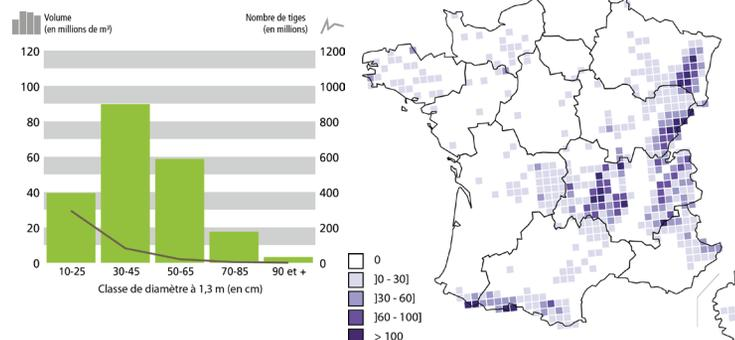 Volume
(en millions de m³)
Nombre de tiges
(en millions)
120
100
80
60
40
20
0
1200
1000
800
600
400
200
0
10-25 30-45 50-65 70-85 90 et +
Classe de diamètre à 1,3 m (en cm)
0
]0 - 30]
]30 - 60]
]60 - 100]
> 100